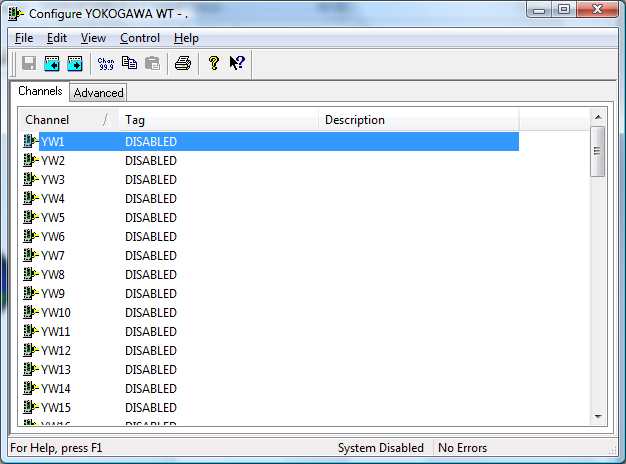 Configure YOKOGAWA WT - .
File Edit View Control Help
Chan 99.9
Channels Advanced
Channel Tag Description
YW1 DISABLED
YW2 DISABLED
YW3 DISABLED
YW4 DISABLED
YW5 DISABLED
YW6 DISABLED
YW7 DISABLED
YW8 DISABLED
YW9 DISABLED
YW10 DISABLED
YW11 DISABLED
YW12 DISABLED
YW13 DISABLED
YW14 DISABLED
YW15 DISABLED
YW16 DISABLED
For Help, press F1 System Disabled No Errors